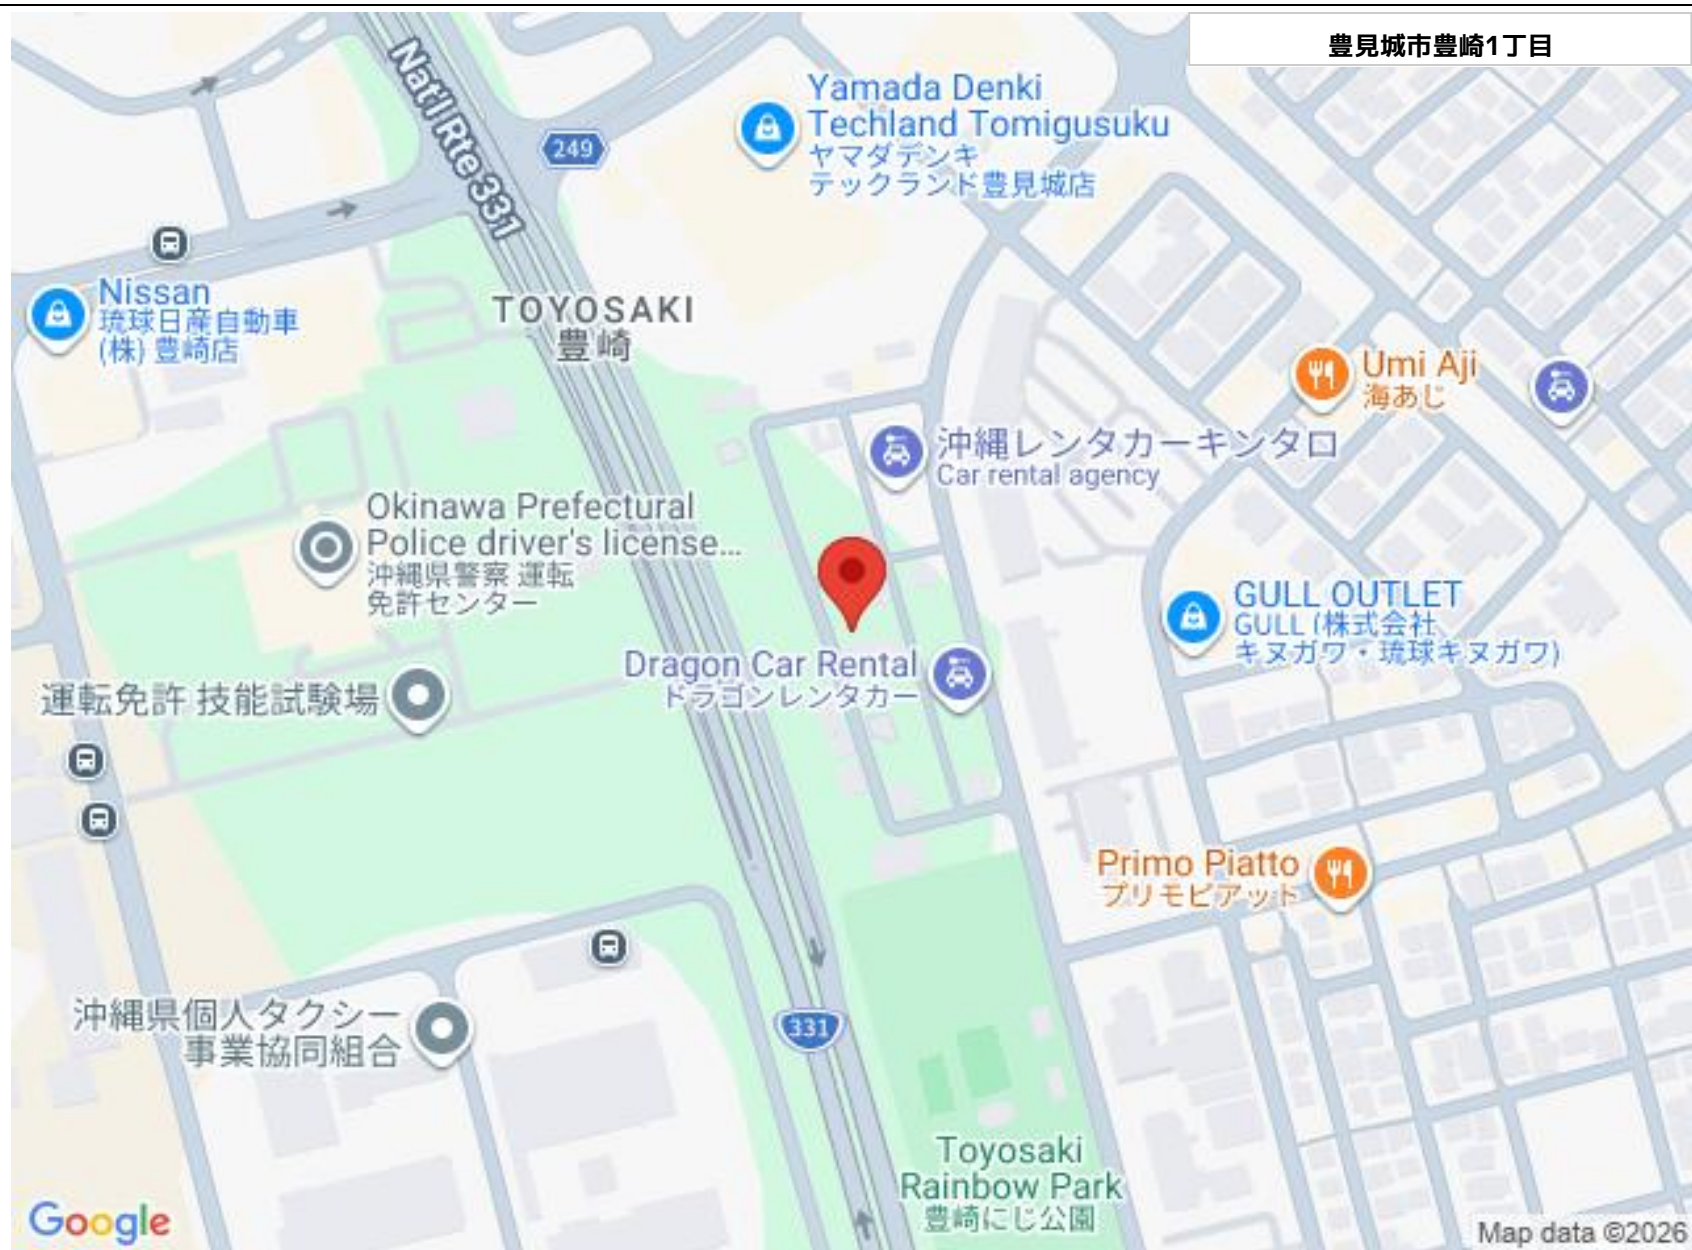 豊見城市豊崎1丁目
Nat'l Rte 331
249
Yamada Denki
Techland Tomigusuku
ヤマダデンキ
テックランド豊見城店
Nissan
琉球日産自動車
(株) 豊崎店
TOYOSAKI
豊崎
Umi Aji
海あじ
沖縄レンタカーキンタロ
Car rental agency
Okinawa Prefectural
Police driver's license...
沖縄県警察 運転
免許センター
GULL OUTLET
GULL (株式会社
キヌガワ・琉球キヌガワ)
Dragon Car Rental
ドラゴンレンタカー
運転免許 技能試験場
Primo Piatto
プリモピアット
沖縄県個人タクシー
事業協同組合
331
Toyosaki
Rainbow Park
豊崎にじ公園
Google
Map data ©2026